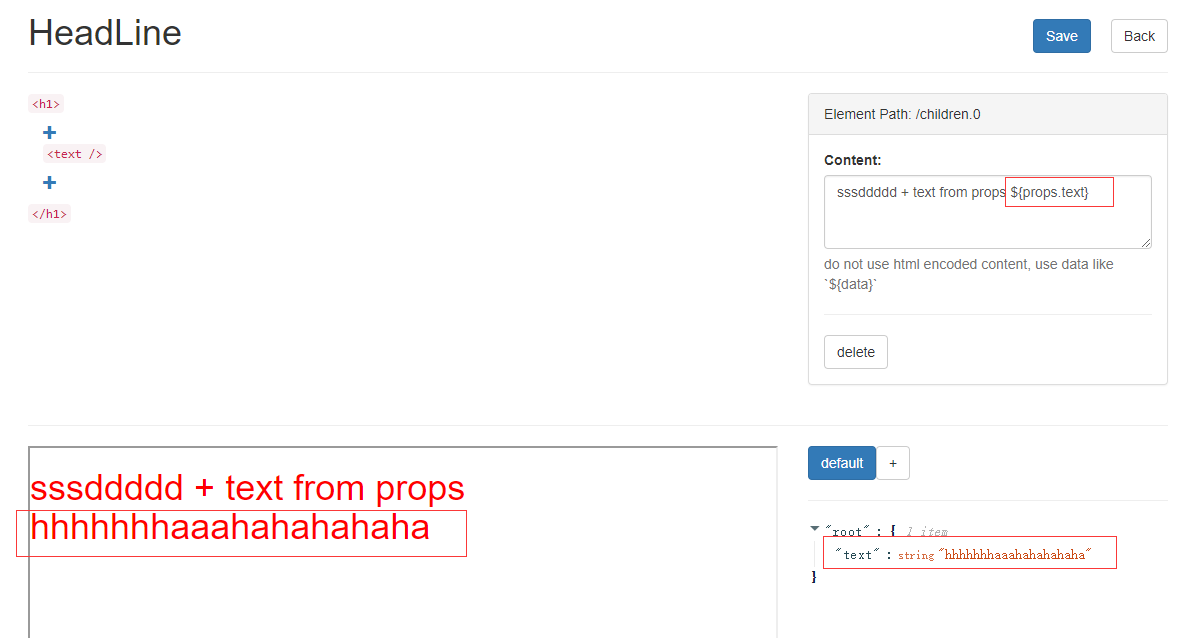 HeadLine
Save
Back
<h1>
+
<text />
+
</h1>
Element Path: /children.0
Content:
sssddddd + text from props ${props.text}
do not use html encoded content, use data like
`${data}`
delete
sssddddd + text from props
hhhhhhhaaahahahahaha
default
+
"root" : { 1 item
"text" : string "hhhhhhhaaahahahahaha"
}